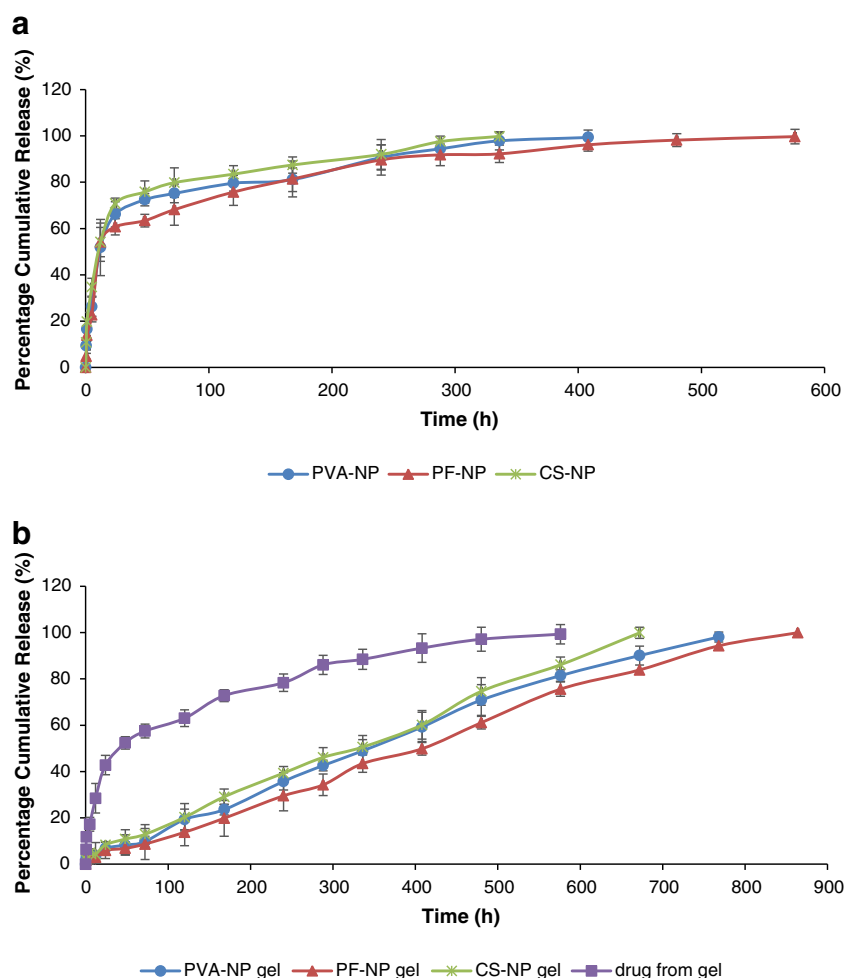 a
Percentage Cumulative Release (%)
120
100
80
60
40
20
0
0 100 200 300 400 500 600
Time (h)
PVA-NP PF-NP CS-NP
b
Percentage Cumulative Release (%)
120
100
80
60
40
20
0
0 100 200 300 400 500 600 700 800 900
Time (h)
PVA-NP gel PF-NP gel CS-NP gel drug from gel